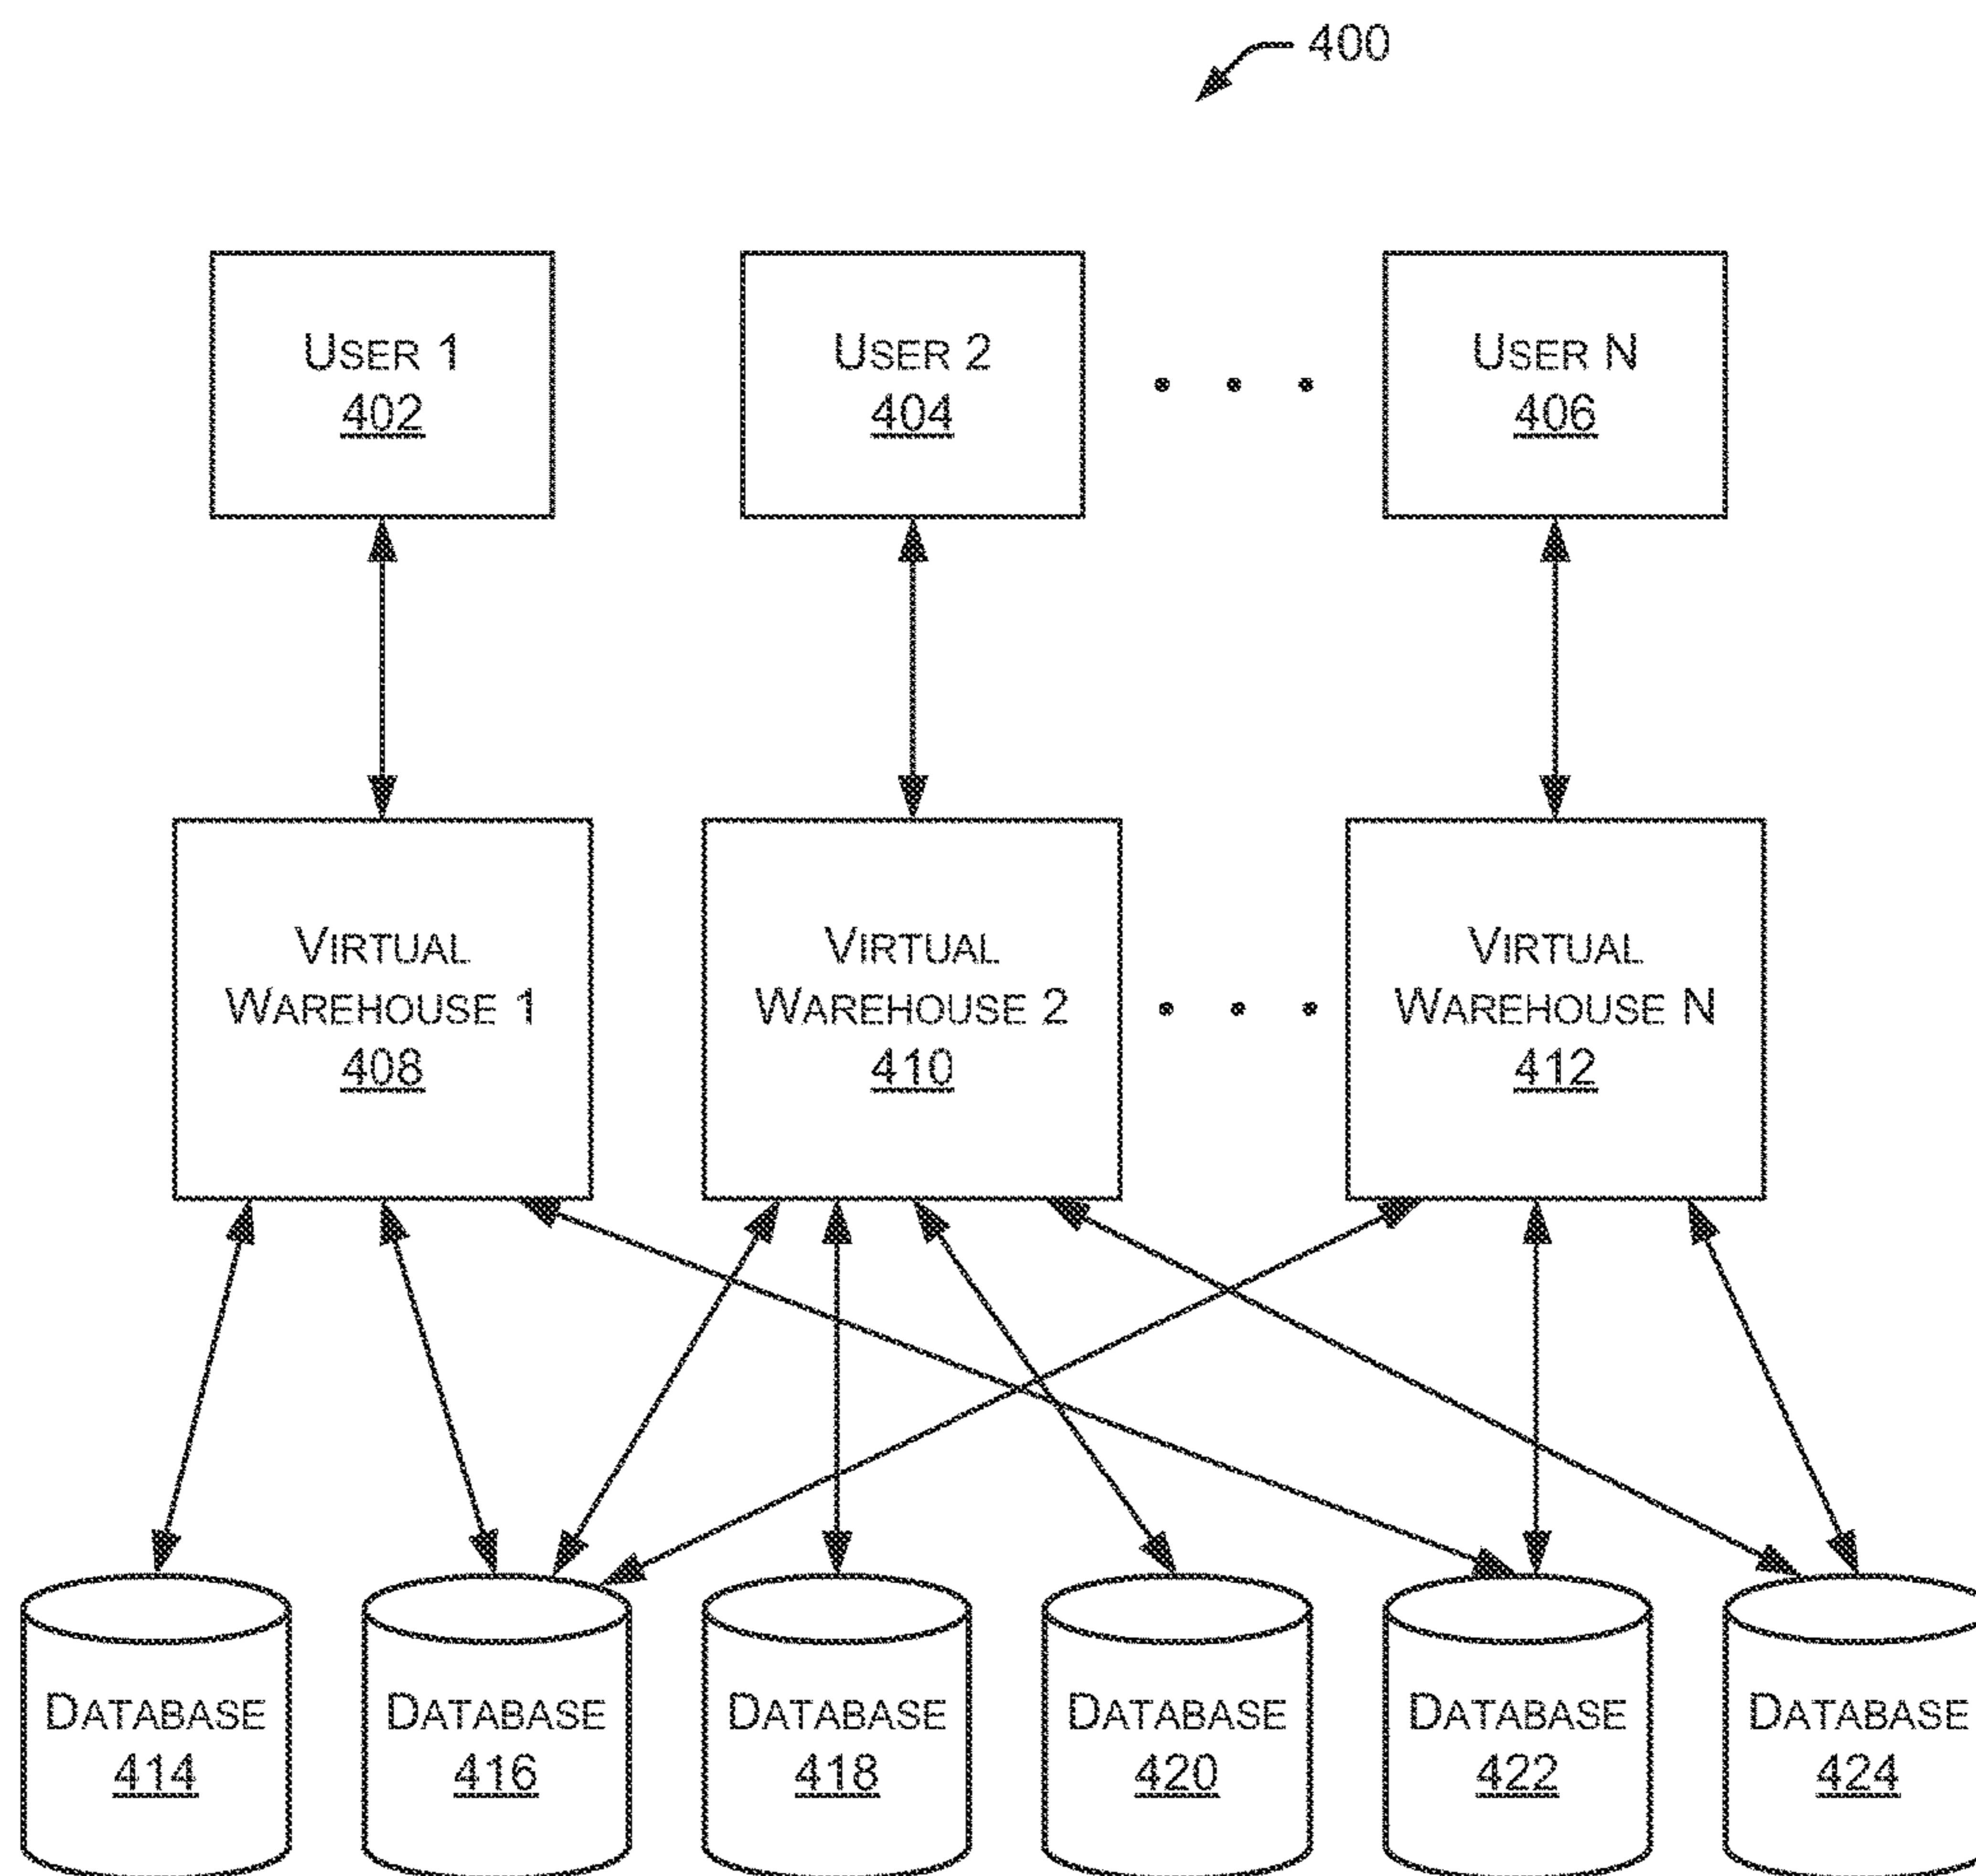 400
USER 1
402
USER 2
404
USER N
406
VIRTUAL
WAREHOUSE 1
408
VIRTUAL
WAREHOUSE 2
410
VIRTUAL
WAREHOUSE N
412
DATABASE
414
DATABASE
416
DATABASE
418
DATABASE
420
DATABASE
422
DATABASE
424